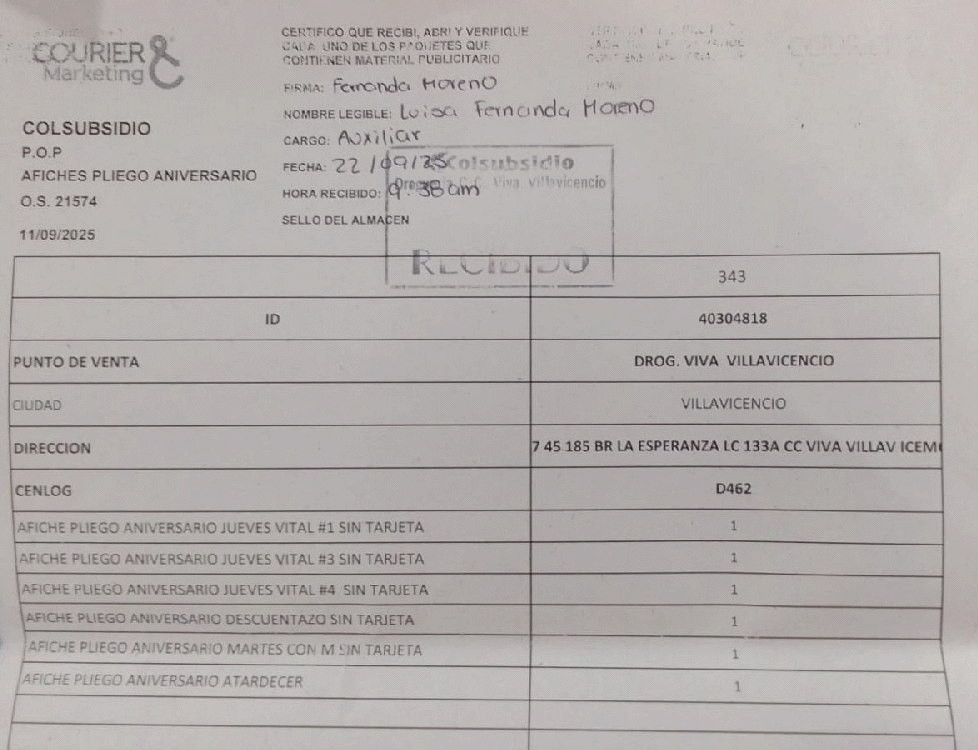 COURIER &
Marketing
CERTIFICO QUE RECIBI, ABRI Y VERIFIQUE
CADA UNO DE LOS PAQUETES QUE
CONTIENEN MATERIAL PUBLICITARIO
FIRMA: Fernanda Moreno
NOMBRE LEGIBLE: Luisa Fernanda Moreno
CARGO: Auxiliar
FECHA: 22/09/25
HORA RECIBIDO: 9:38 am
SELLO DEL ALMACEN
Colsubsidio
Viva Villavicencio
RECIBIDO
COLSUBSIDIO
P.O.P
AFICHES PLIEGO ANIVERSARIO
O.S. 21574
11/09/2025
343
ID 40304818
PUNTO DE VENTA DROG. VIVA VILLAVICENCIO
CIUDAD VILLAVICENCIO
DIRECCION 7 45 185 BR LA ESPERANZA LC 133A CC VIVA VILLAV ICEM
CENLOG D462
AFICHE PLIEGO ANIVERSARIO JUEVES VITAL #1 SIN TARJETA 1
AFICHE PLIEGO ANIVERSARIO JUEVES VITAL #3 SIN TARJETA 1
AFICHE PLIEGO ANIVERSARIO JUEVES VITAL #4 SIN TARJETA 1
AFICHE PLIEGO ANIVERSARIO DESCUENTAZO SIN TARJETA 1
AFICHE PLIEGO ANIVERSARIO MARTES CON M SIN TARJETA 1
AFICHE PLIEGO ANIVERSARIO ATARDECER 1